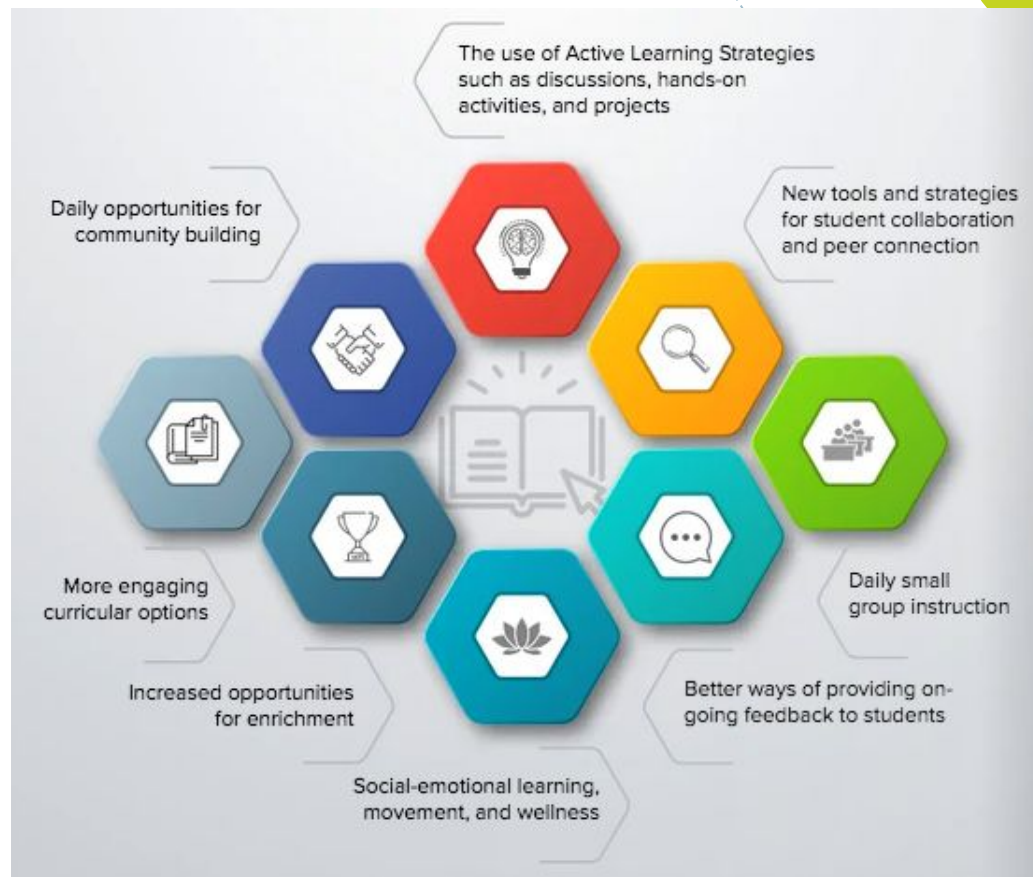 The use of Active Learning Strategies
such as discussions, hands-on
activities, and projects
Daily opportunities for
community building
New tools and strategies
for student collaboration
and peer connection
More engaging
curricular options
Daily small
group instruction
Increased opportunities
for enrichment
Better ways of providing on-
going feedback to students
Social-emotional learning,
movement, and wellness